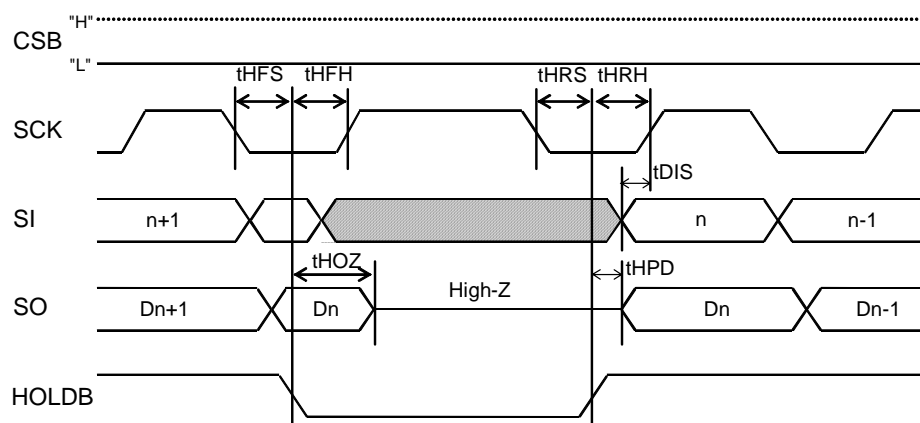 "H"
CSB
"L"
tHFS tHFH tHRS tHRH
SCK
tDIS
SI n+1 n n-1
tHOZ tHPD
High-Z
SO Dn+1 Dn Dn Dn-1
HOLDB